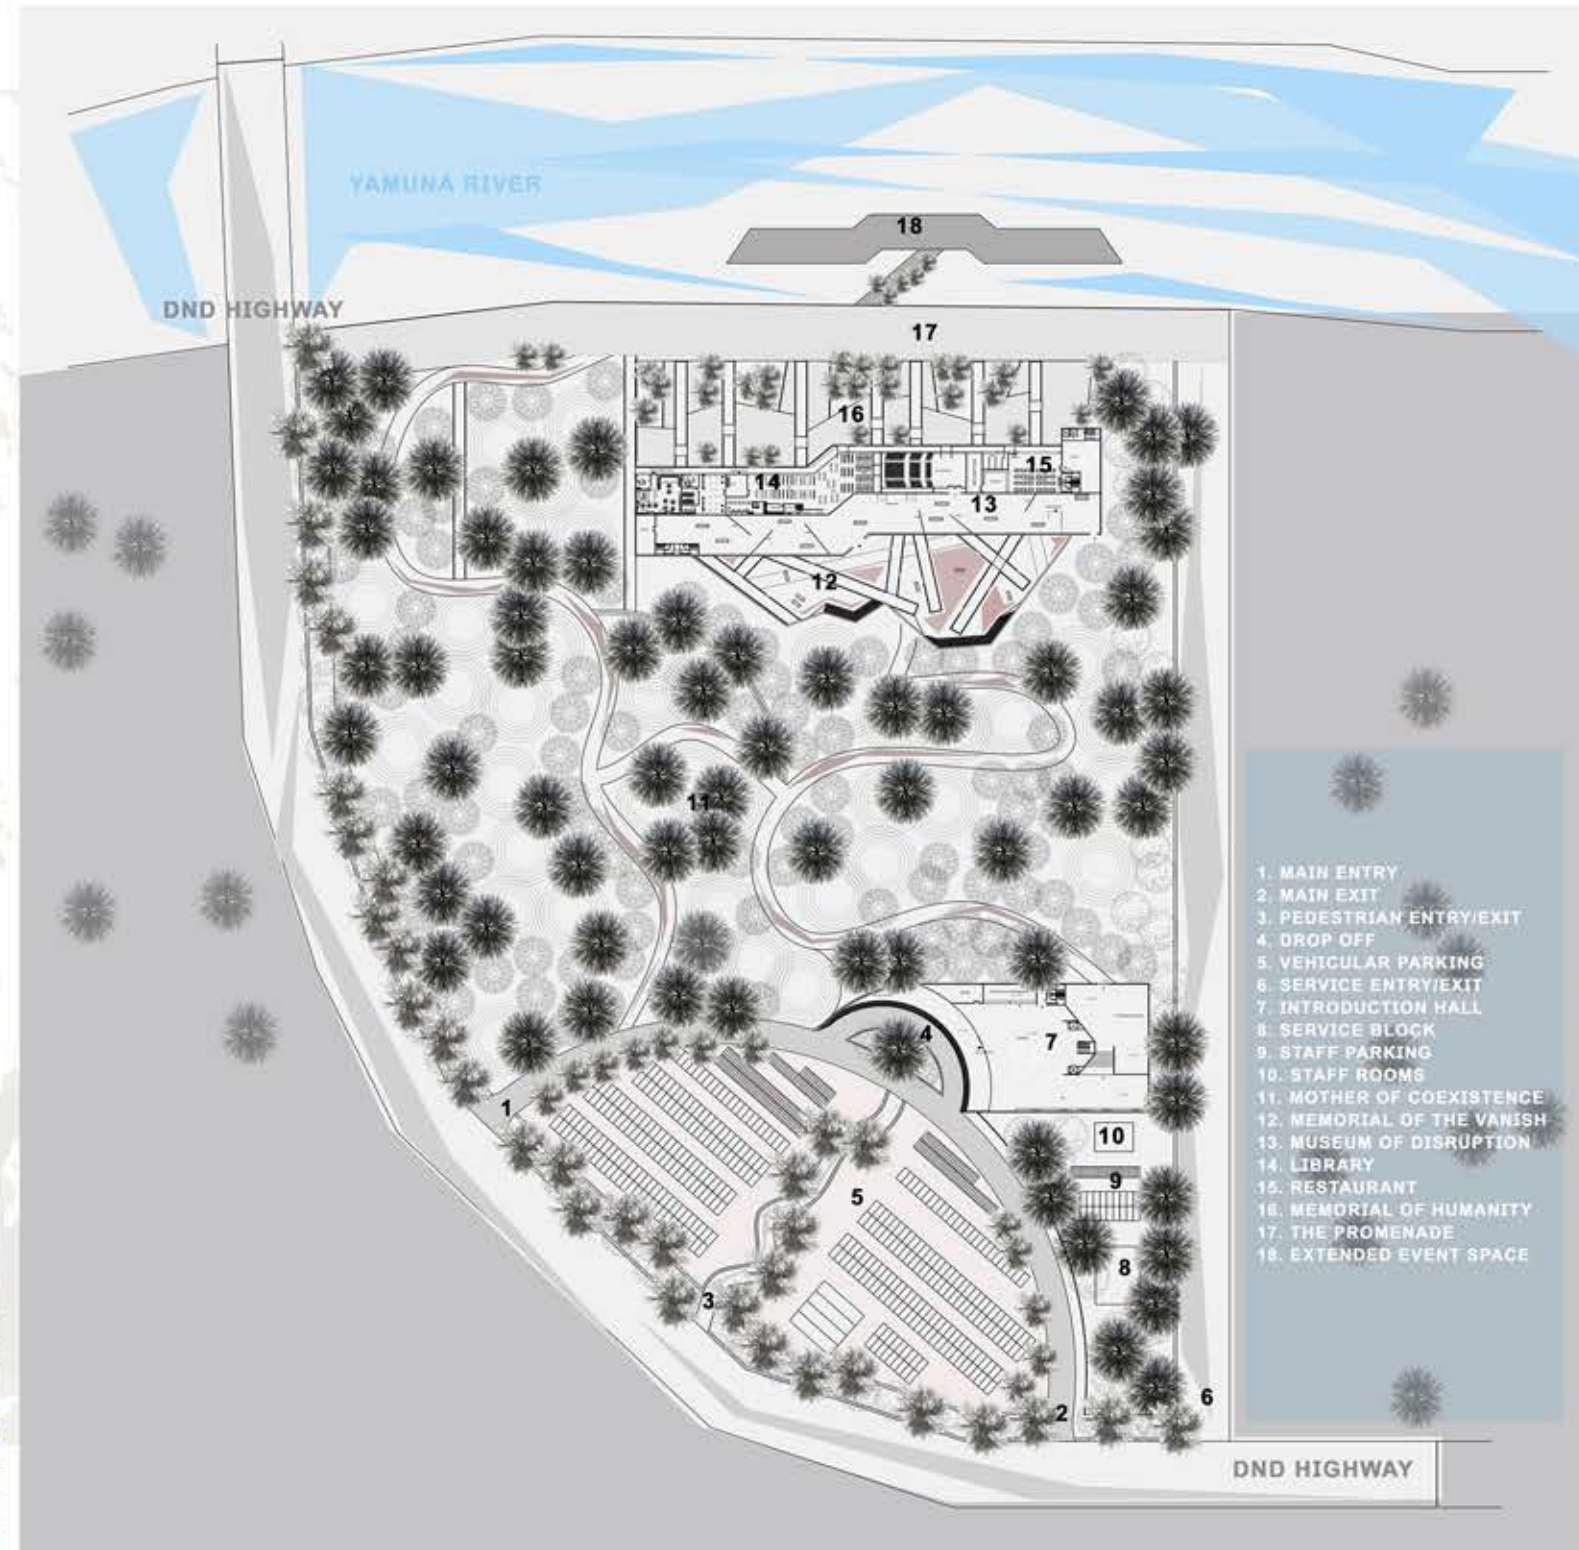 YAMUNA RIVER
18
DND HIGHWAY
17
16
15
14
13
12
11
4
7
1
10
9
5
8
3
6
2
1. MAIN ENTRY
2. MAIN EXIT
3. PEDESTRIAN ENTRY/EXIT
4. DROP OFF
5. VEHICULAR PARKING
6. SERVICE ENTRY/EXIT
7. INTRODUCTION HALL
8. SERVICE BLOCK
9. STAFF PARKING
10. STAFF ROOMS
11. MOTHER OF COEXISTENCE
12. MEMORIAL OF THE VANISH
13. MUSEUM OF DISRUPTION
14. LIBRARY
15. RESTAURANT
16. MEMORIAL OF HUMANITY
17. THE PROMENADE
18. EXTENDED EVENT SPACE
DND HIGHWAY